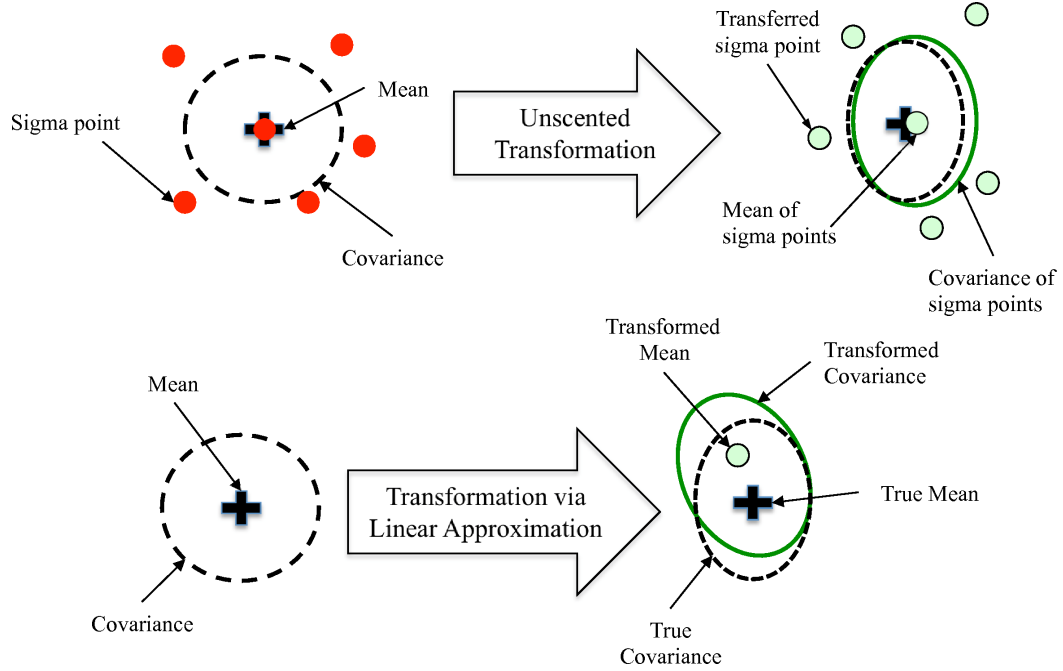 Transferred
sigma point
Mean
Sigma point
Unscented
Transformation
Mean of
sigma points
Covariance
Covariance of
sigma points
Transformed
Mean
Transformed
Covariance
Mean
Transformation via
Linear Approximation
True Mean
Covariance
True
Covariance